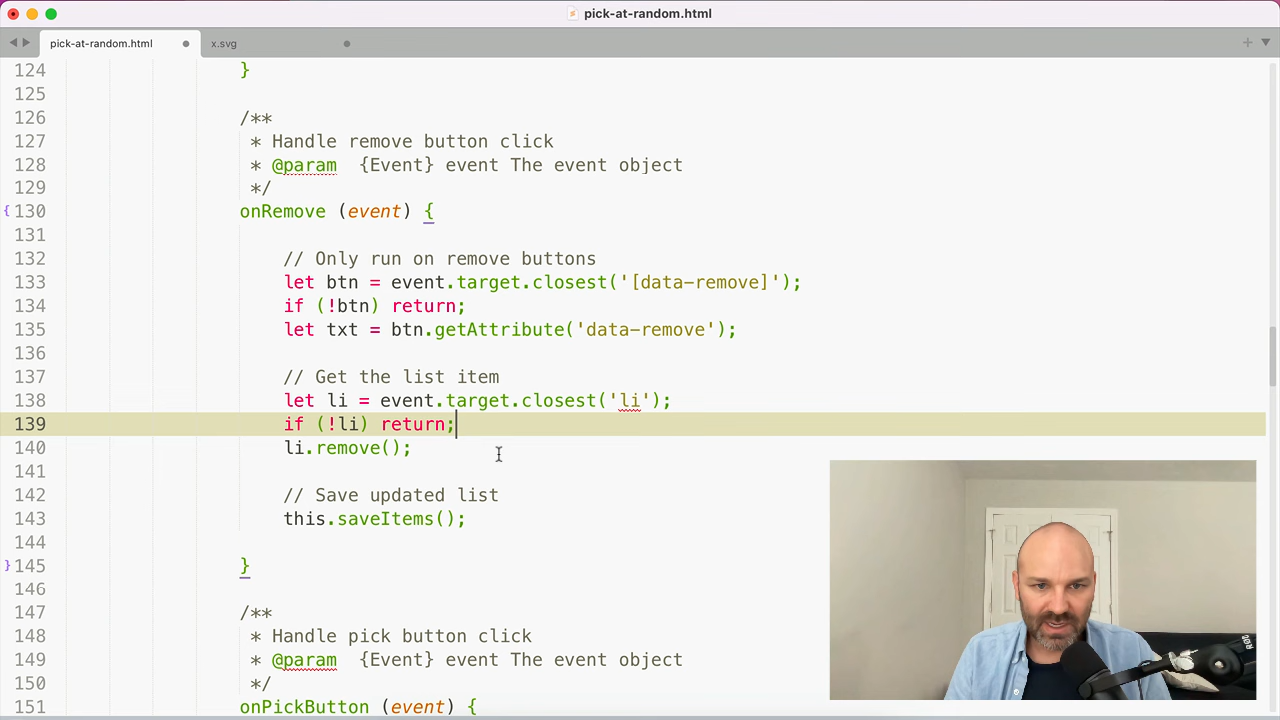 pick-at-random.html
pick-at-random.html
x.svg
124 }
125
126 /**
127 * Handle remove button click
128 * @param {Event} event The event object
129 */
130 onRemove (event) {
131
132 // Only run on remove buttons
133 let btn = event.target.closest('[data-remove]');
134 if (!btn) return;
135 let txt = btn.getAttribute('data-remove');
136
137 // Get the list item
138 let li = event.target.closest('li');
139 if (!li) return;
140 li.remove();
141
142 // Save updated list
143 this.saveItems();
144
145 }
146
147 /**
148 * Handle pick button click
149 * @param {Event} event The event object
150 */
151 onPickButton (event) {